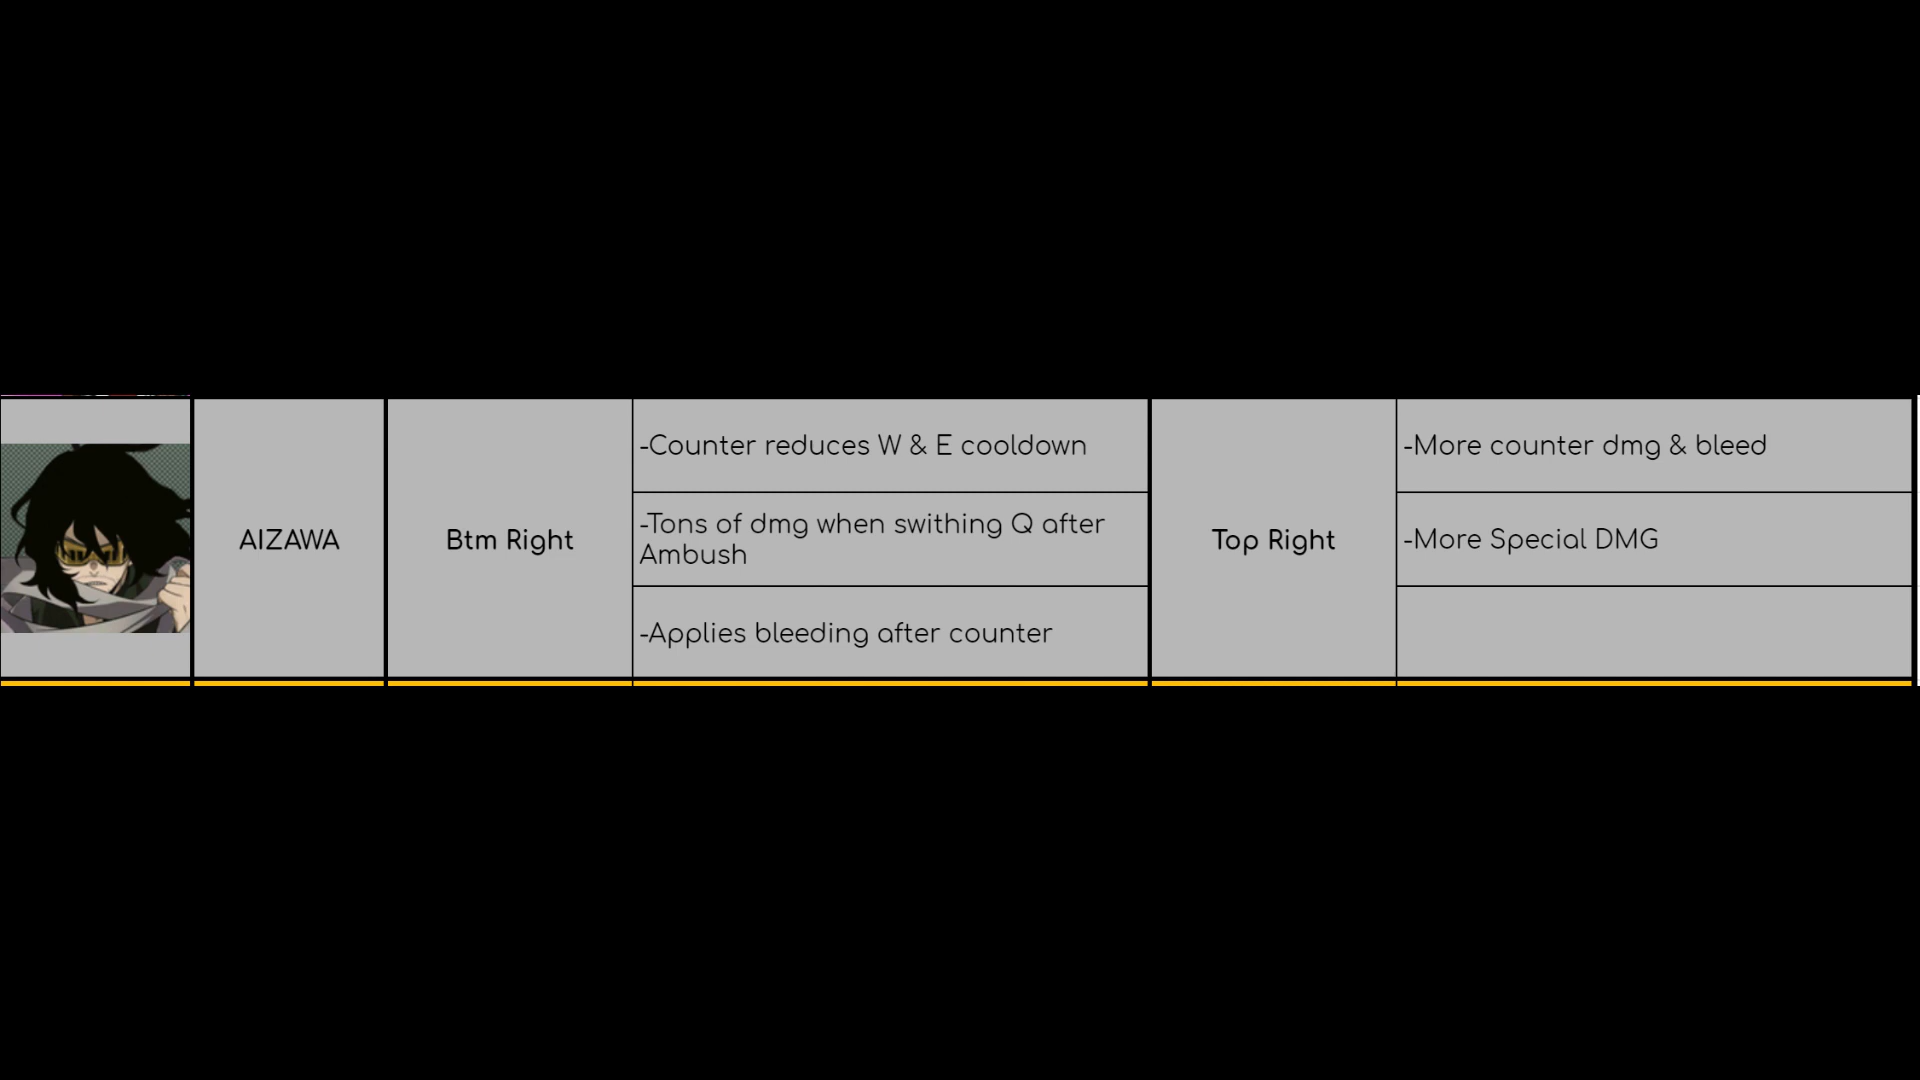 AIZAWA
Btm Right
-Counter reduces W & E cooldown
-Tons of dmg when swithing Q after
Ambush
-Applies bleeding after counter
Top Right
-More counter dmg & bleed
-More Special DMG